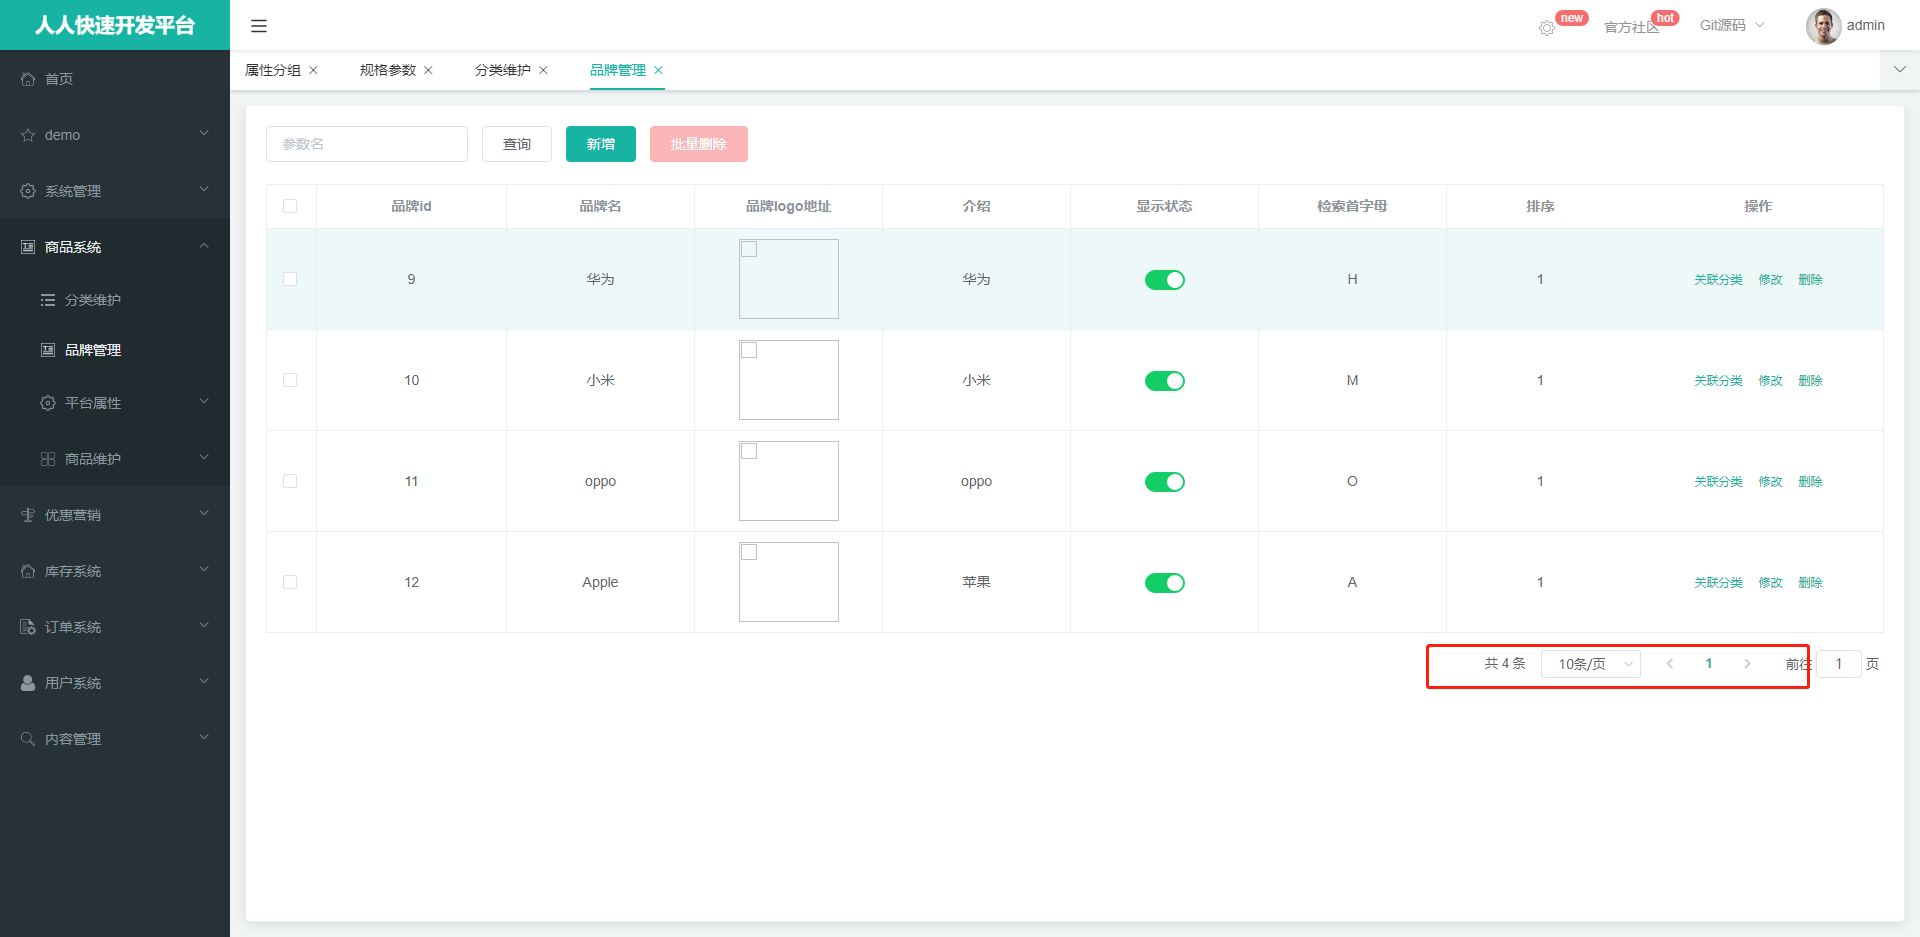 人人快速开发平台
new
官方社区
hot
Git源码
admin
首页
demo
系统管理
商品系统
分类维护
品牌管理
平台属性
商品维护
优惠营销
库存系统
订单系统
用户系统
内容管理
属性分组 规格参数 分类维护 品牌管理
参数名 查询 新增 批量删除
品牌id 品牌名 品牌logo地址 介绍 显示状态 检索首字母 排序 操作
9 华为 华为 H 1 关联分类 修改 删除
10 小米 小米 M 1 关联分类 修改 删除
11 oppo oppo O 1 关联分类 修改 删除
12 Apple 苹果 A 1 关联分类 修改 删除
共 4 条 10条/页 1 前往 1 页